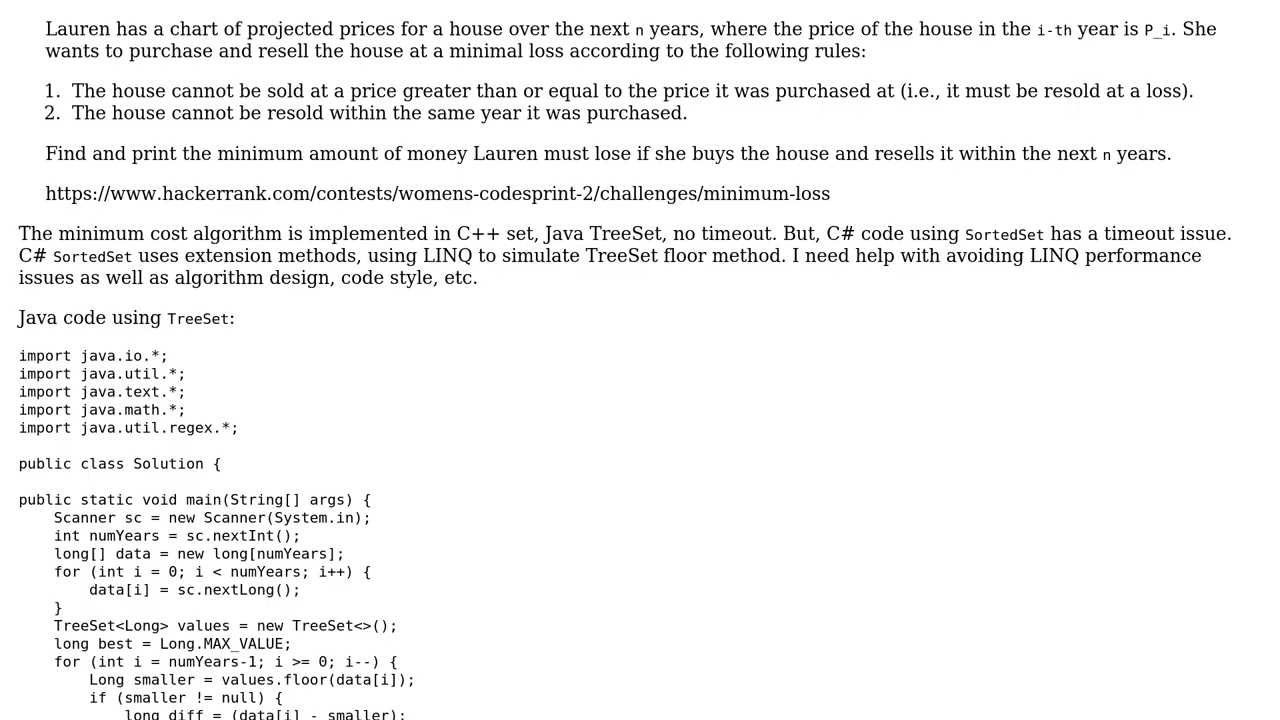 Lauren has a chart of projected prices for a house over the next n years, where the price of the house in the i-th year is P_i. She
wants to purchase and resell the house at a minimal loss according to the following rules:
1. The house cannot be sold at a price greater than or equal to the price it was purchased at (i.e., it must be resold at a loss).
2. The house cannot be resold within the same year it was purchased.
Find and print the minimum amount of money Lauren must lose if she buys the house and resells it within the next n years.
https://www.hackerrank.com/contests/womens-codesprint-2/challenges/minimum-loss
The minimum cost algorithm is implemented in C++ set, Java TreeSet, no timeout. But, C# code using SortedSet has a timeout issue.
C# SortedSet uses extension methods, using LINQ to simulate TreeSet floor method. I need help with avoiding LINQ performance
issues as well as algorithm design, code style, etc.
Java code using TreeSet:
import java.io.*;
import java.util.*;
import java.text.*;
import java.math.*;
import java.util.regex.*;
public class Solution {
public static void main(String[] args) {
    Scanner sc = new Scanner(System.in);
    int numYears = sc.nextInt();
    long[] data = new long[numYears];
    for (int i = 0; i < numYears; i++) {
        data[i] = sc.nextLong();
    }
    TreeSet<Long> values = new TreeSet<>();
    long best = Long.MAX_VALUE;
    for (int i = numYears-1; i >= 0; i--) {
        Long smaller = values.floor(data[i]);
        if (smaller != null) {
            long diff = (data[i] - smaller);